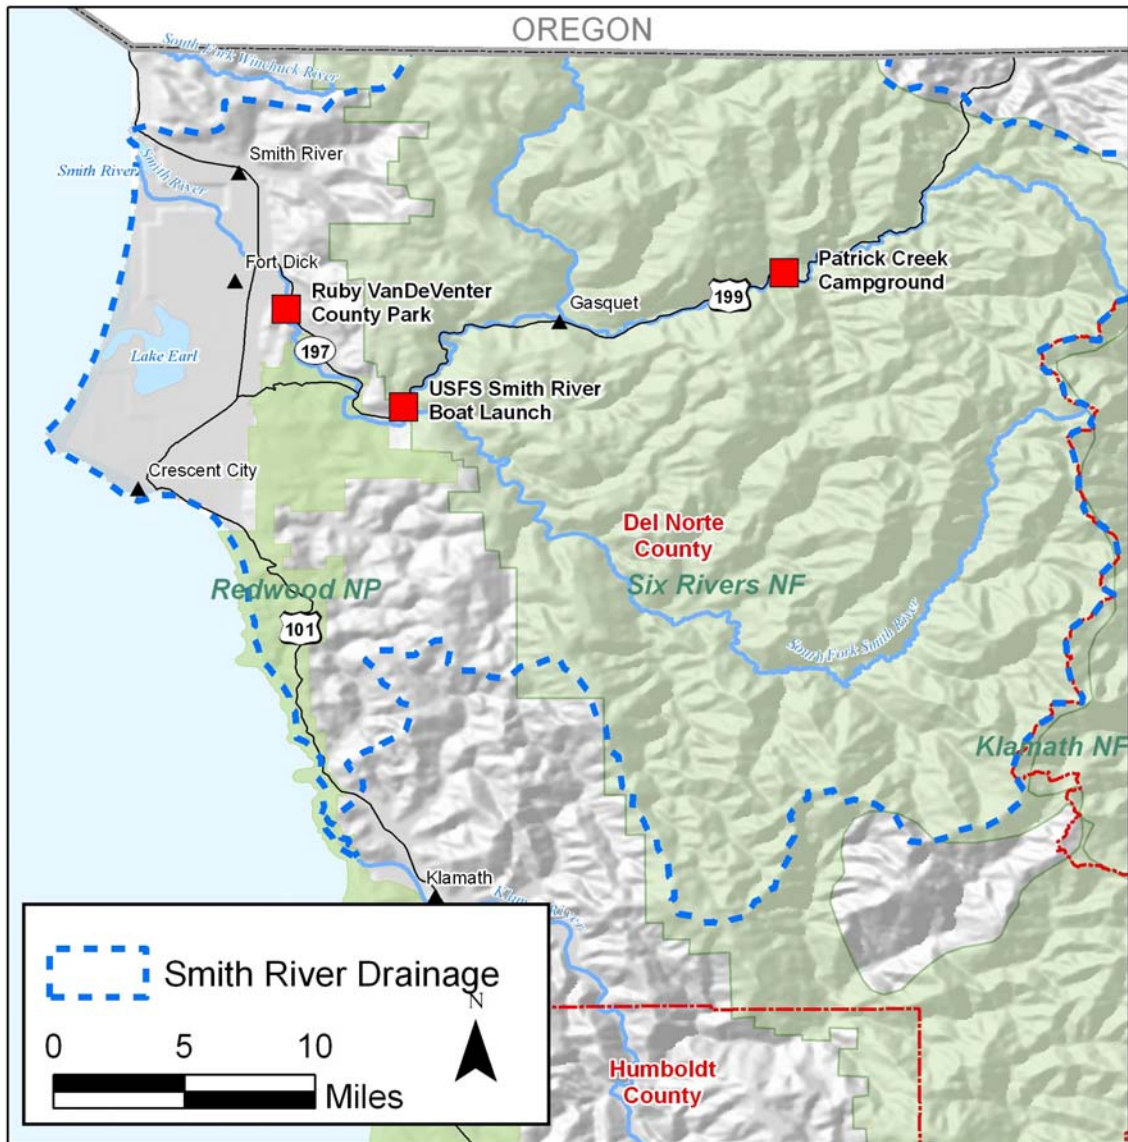 OREGON
South Fork Winchuck River
Smith River
Smith River
Smith River
Fort Dick
Ruby VanDeVenter
County Park
Patrick Creek
Campground
199
Gasquet
197
Lake Earl
USFS Smith River
Boat Launch
Crescent City
Del Norte
County
Redwood NP
Six Rivers NF
101
South Fork Smith River
Klamath NF
Klamath
Smith River Drainage
N
0 5 10
Miles
Humboldt
County